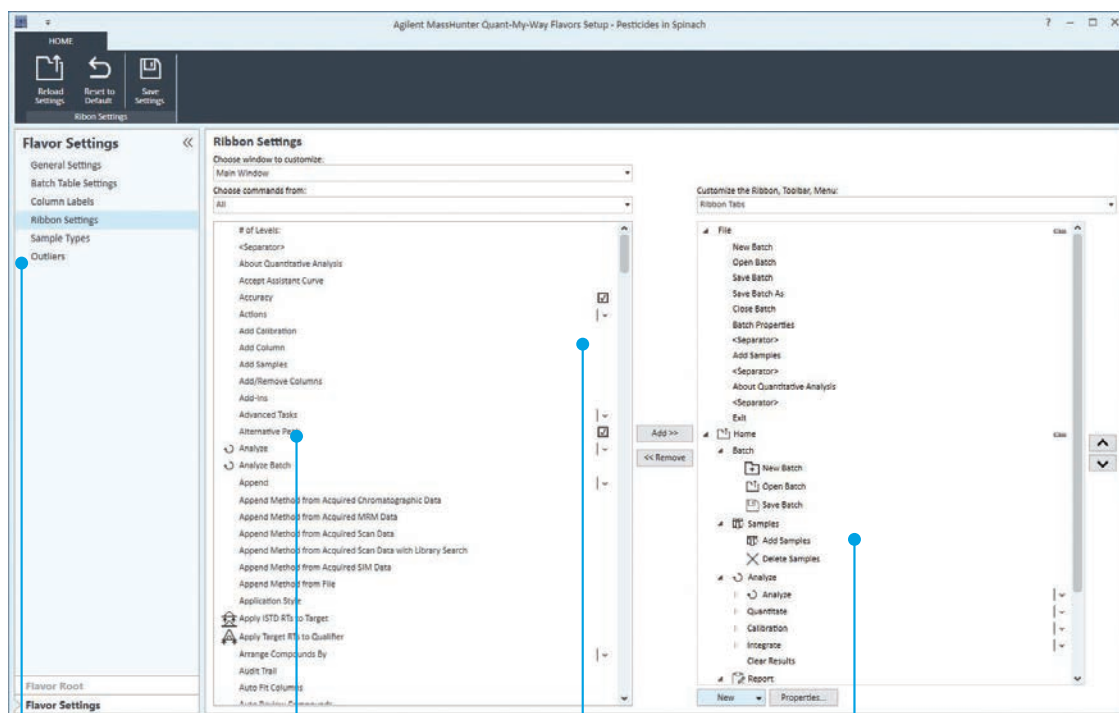 Agilent MassHunter Quant-My-Way Flavors Setup - Pesticides in Spinach
HOME
Reload Settings
Reset to Default
Save Settings
Ribon Settings
Flavor Settings
General Settings
Batch Table Settings
Column Labels
Ribbon Settings
Sample Types
Outliers
Flavor Root
Flavor Settings
Ribbon Settings
Choose window to customize:
Main Window
Choose commands from:
All
# of Levels:
<Separator>
About Quantitative Analysis
Accept Assistant Curve
Accuracy
Actions
Add Calibration
Add Column
Add Samples
Add/Remove Columns
Add-Ins
Advanced Tasks
Alternative
Analyze
Analyze Batch
Append
Append Method from Acquired Chromatographic Data
Append Method from Acquired MRM Data
Append Method from Acquired Scan Data
Append Method from Acquired Scan Data with Library Search
Append Method from Acquired SIM Data
Append Method from File
Application Style
Apply ISTD RTs to Target
Apply Target RTs to Qualifier
Arrange Compounds By
Audit Trail
Auto Fit Columns
Add >>
<< Remove
Customize the Ribbon, Toolbar, Menu:
Ribbon Tabs
File
New Batch
Open Batch
Save Batch
Save Batch As
Close Batch
Batch Properties
<Separator>
Add Samples
<Separator>
About Quantitative Analysis
<Separator>
Exit
Home
Batch
New Batch
Open Batch
Save Batch
Samples
Add Samples
Delete Samples
Analyze
Analyze
Quantitate
Calibration
Integrate
Clear Results
Report
New
Properties...